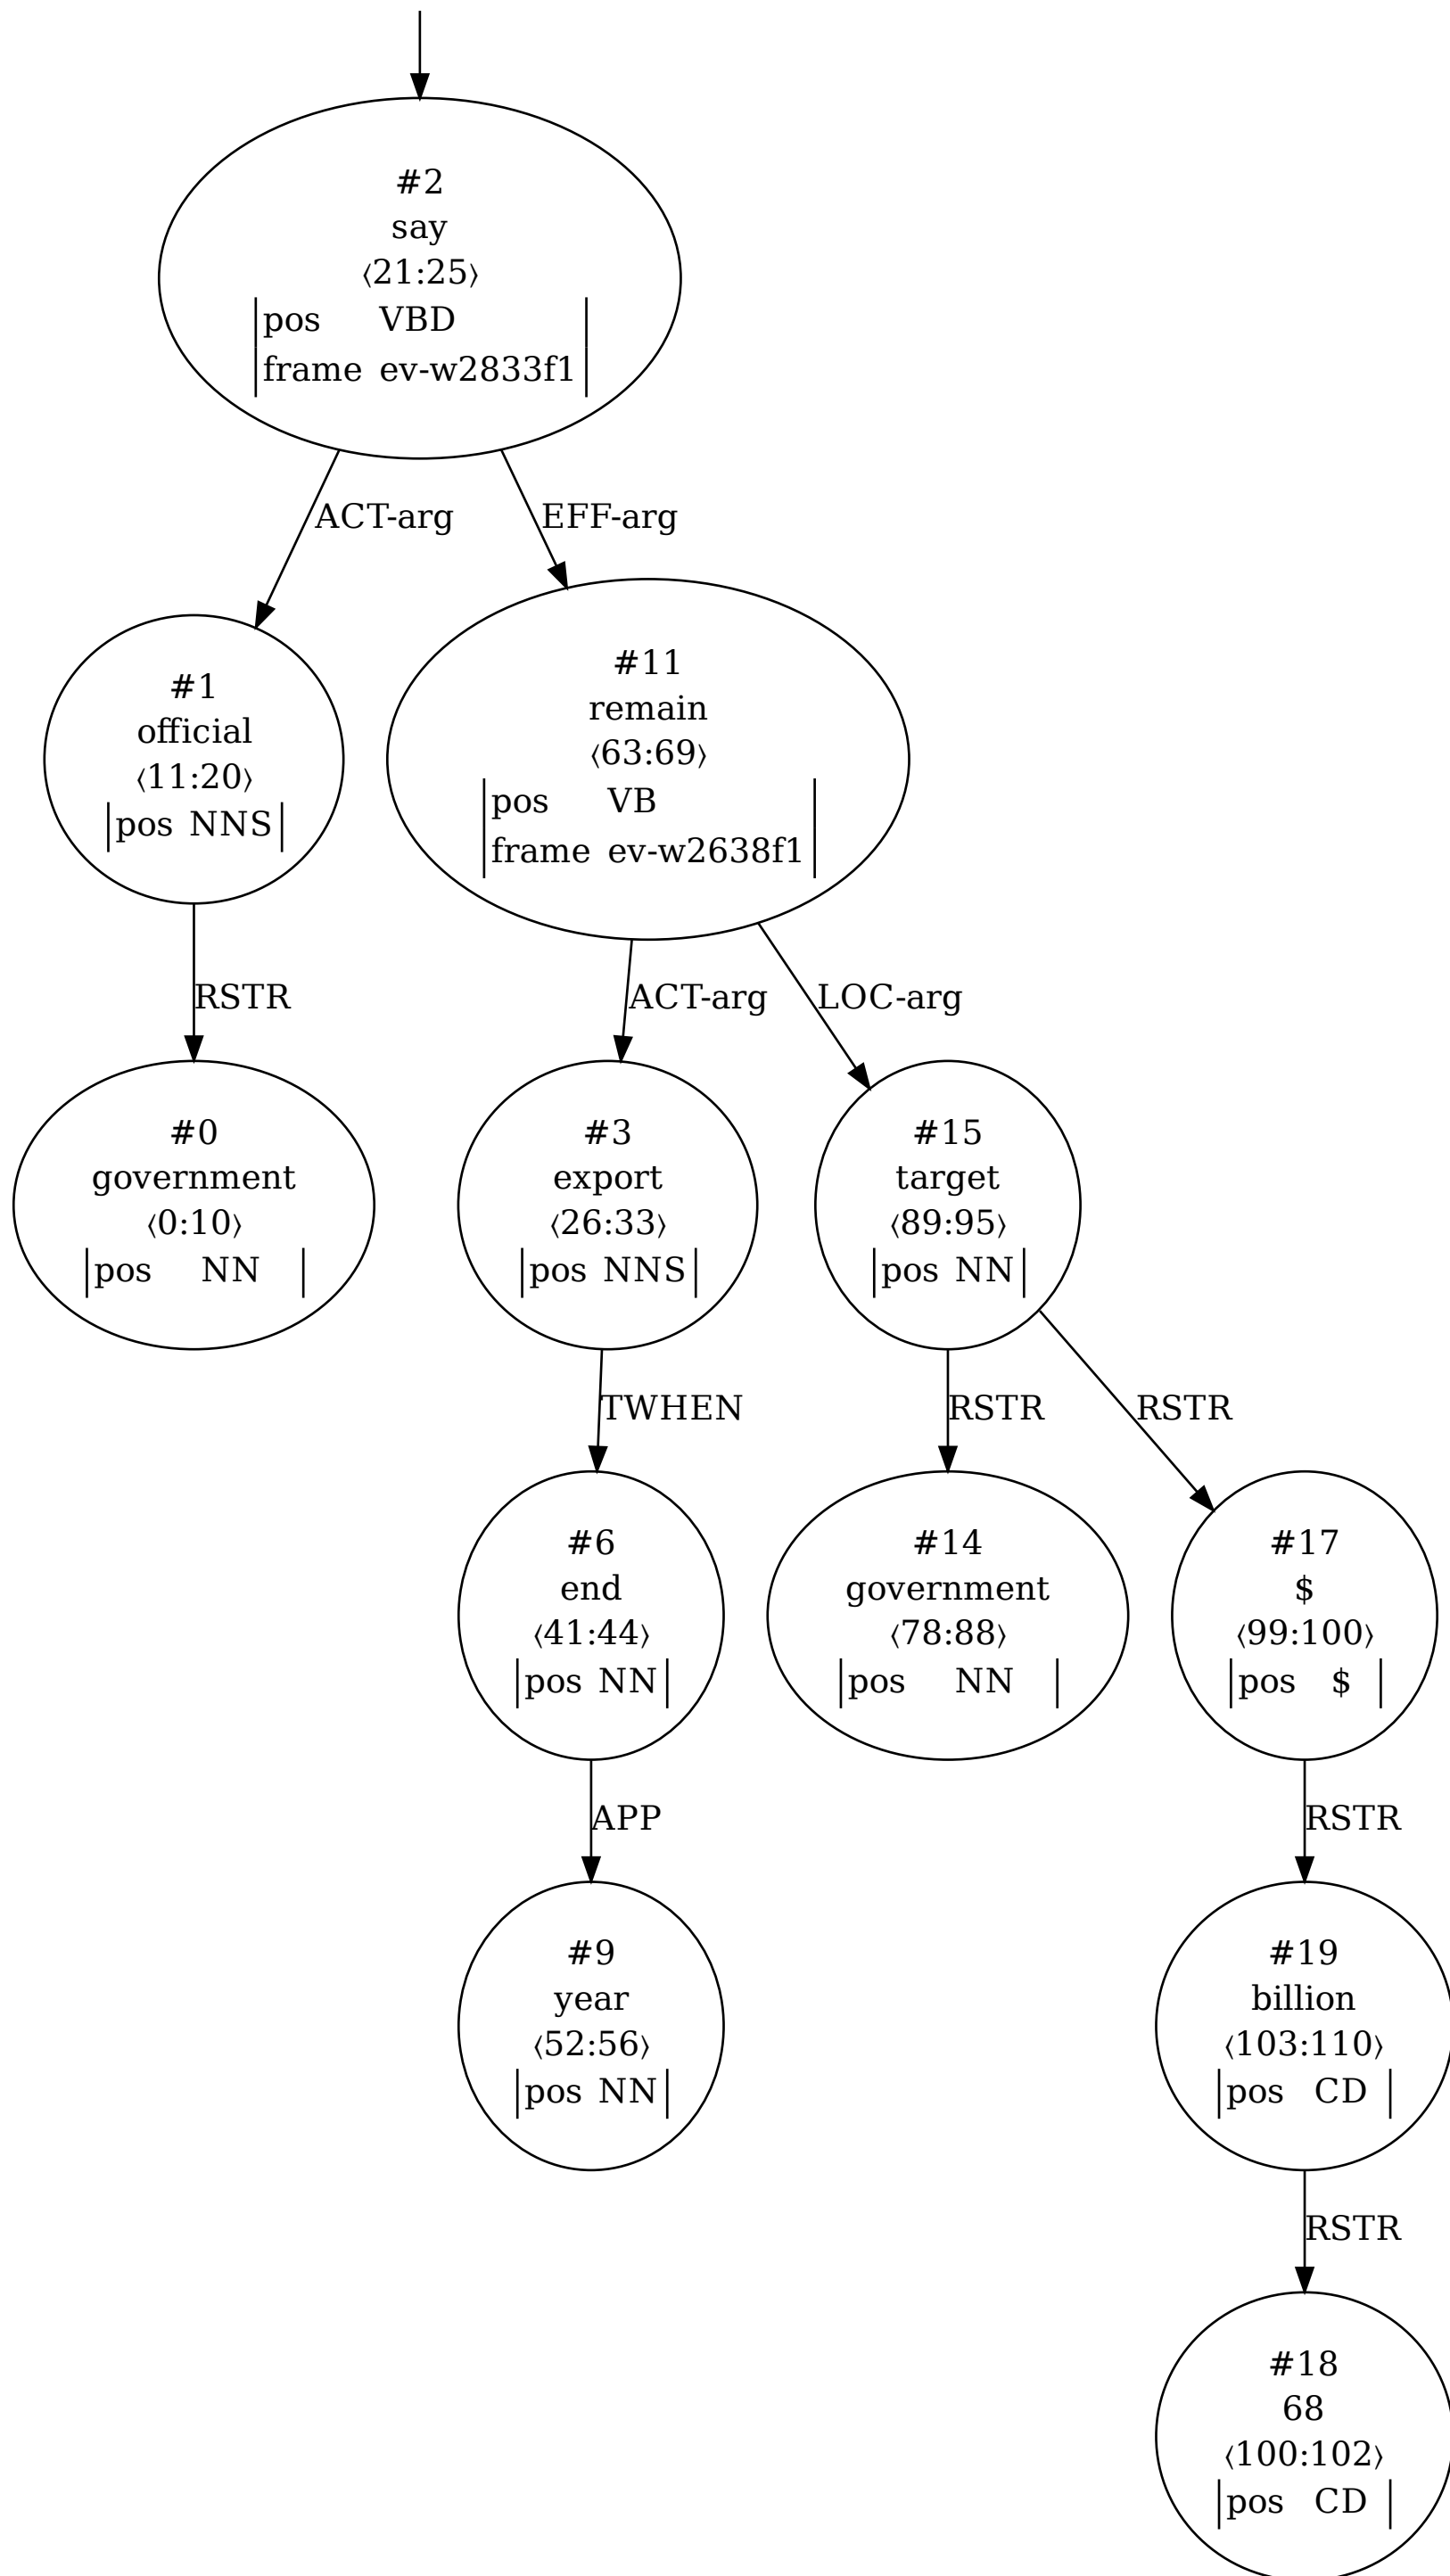 #2
say
⟨21:25⟩
pos VBD
frame ev-w2833f1
ACT-arg
EFF-arg
#1
official
⟨11:20⟩
pos NNS
#11
remain
⟨63:69⟩
pos VB
frame ev-w2638f1
RSTR
ACT-arg
LOC-arg
#0
government
⟨0:10⟩
pos NN
#3
export
⟨26:33⟩
pos NNS
#15
target
⟨89:95⟩
pos NN
TWHEN
RSTR
RSTR
#6
end
⟨41:44⟩
pos NN
#14
government
⟨78:88⟩
pos NN
#17
$
⟨99:100⟩
pos $
APP
RSTR
#9
year
⟨52:56⟩
pos NN
#19
billion
⟨103:110⟩
pos CD
RSTR
#18
68
⟨100:102⟩
pos CD